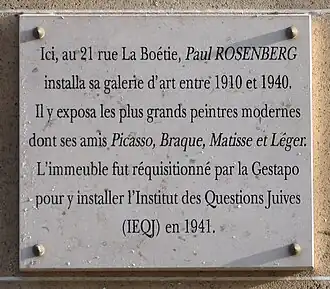 Ici, au 21 rue La Boétie, Paul ROSENBERG
installa sa galerie d'art entre 1910 et 1940.
Il y exposa les plus grands peintres modernes
dont ses amis Picasso, Braque, Matisse et Léger.
L'immeuble fut réquisitionné par la Gestapo
pour y installer l'Institut des Questions Juives
(IEQJ) en 1941.